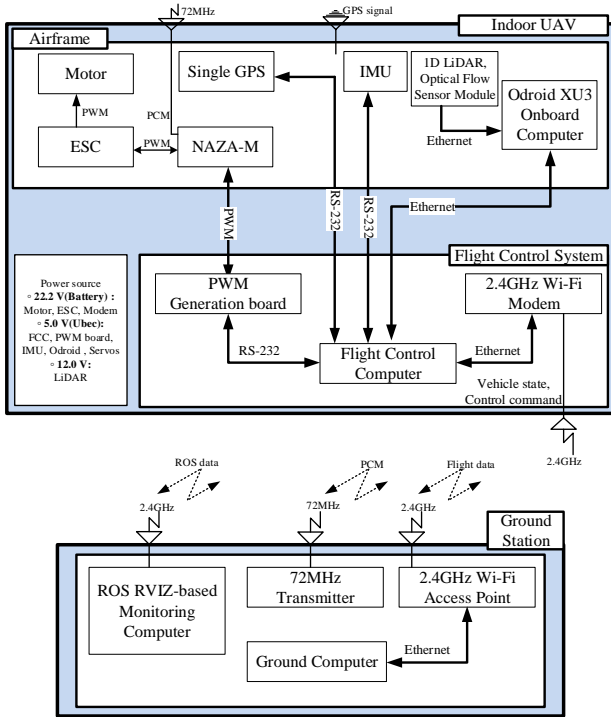 72MHz
GPS signal
Indoor UAV
Airframe
Motor
PWM
ESC
PWM
PCM
NAZA-M
Single GPS
IMU
1D LiDAR,
Optical Flow
Sensor Module
Ethernet
Odroid XU3
Onboard
Computer
PWM
RS-232
RS-232
Ethernet
Flight Control System
Power source
▫ 22.2 V(Battery) :
Motor, ESC, Modem
▫ 5.0 V(Ubec):
FCC, PWM board,
IMU, Odroid , Servos
▫ 12.0 V:
LiDAR
PWM
Generation board
RS-232
Flight Control
Computer
Ethernet
2.4GHz Wi-Fi
Modem
Vehicle state,
Control command
2.4GHz
ROS data
2.4GHz
PCM
72MHz
Flight data
2.4GHz
Ground
Station
ROS RVIZ-based
Monitoring
Computer
72MHz
Transmitter
2.4GHz Wi-Fi
Access Point
Ground Computer
Ethernet